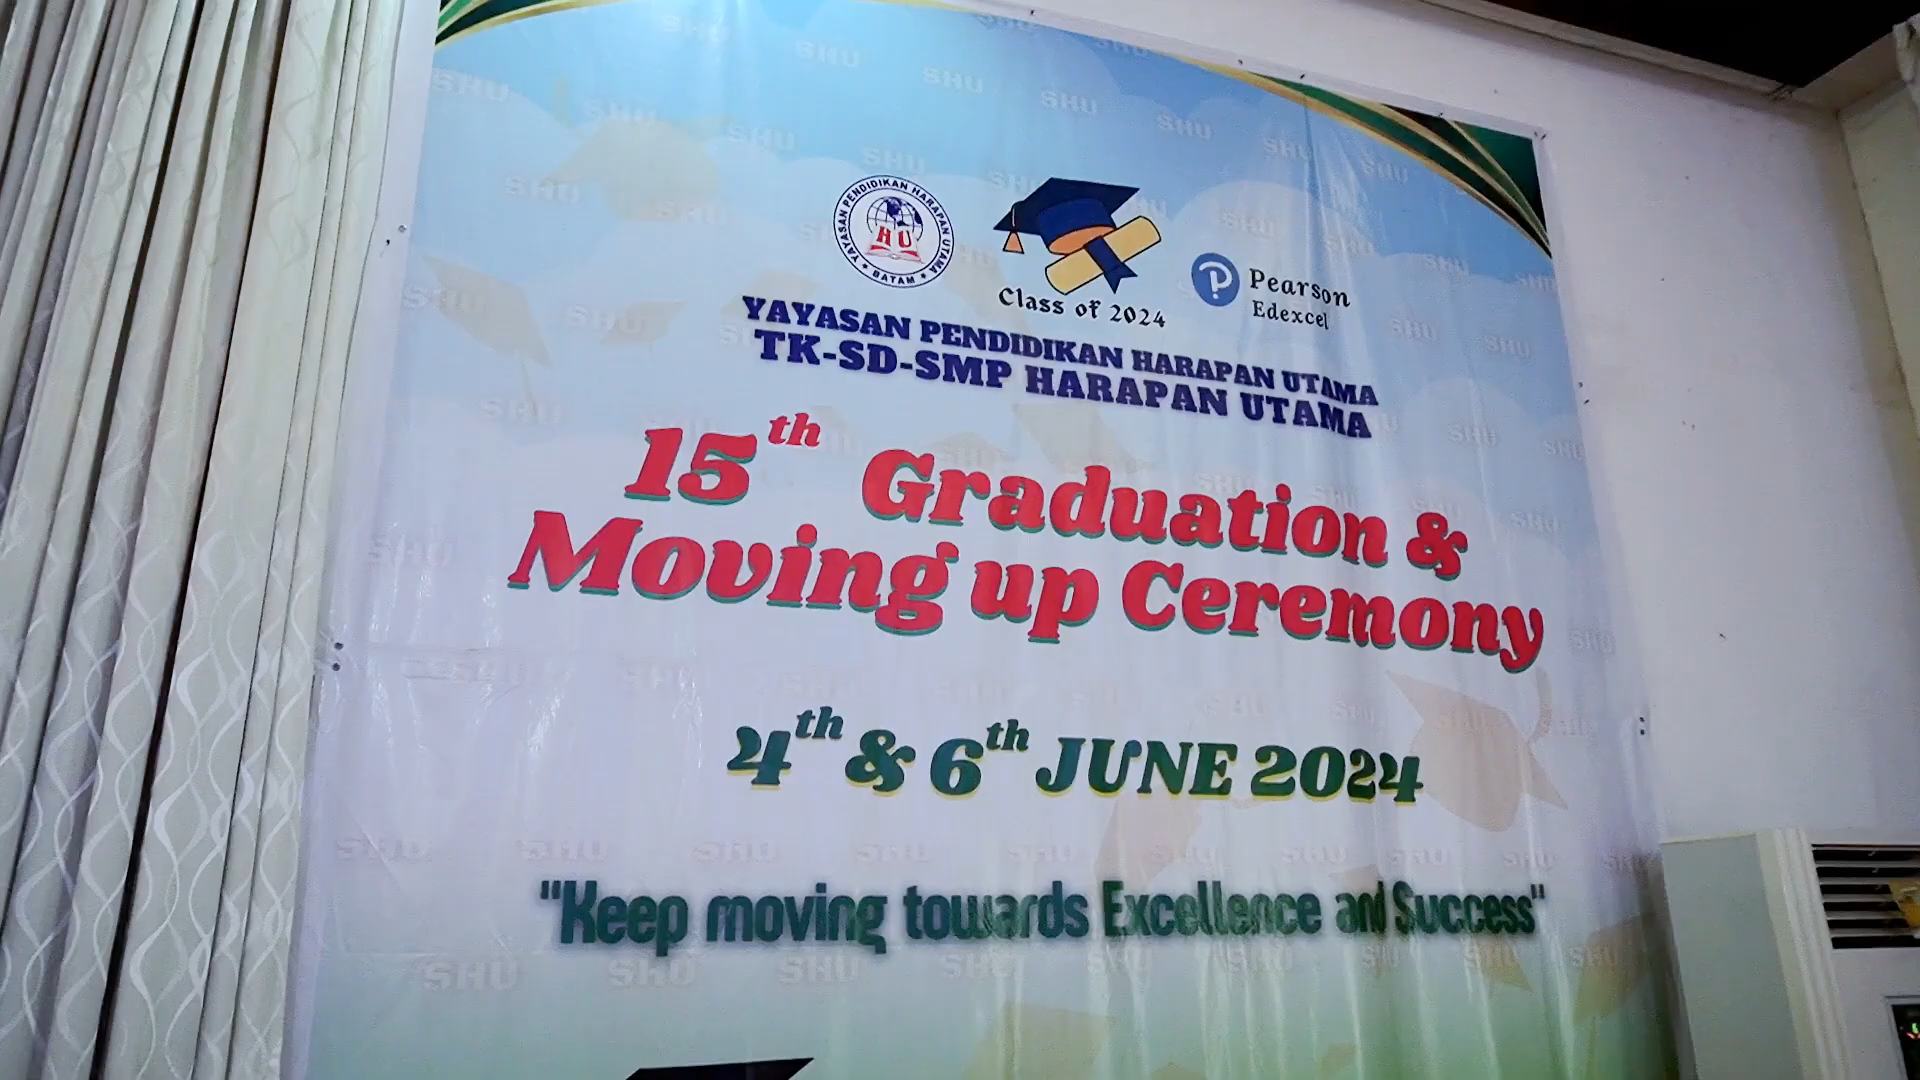 YAYASAN PENDIDIKAN HARAPAN UTAMA
HU
★ BATAM ★
Class of 2024
Pearson
Edexcel
YAYASAN PENDIDIKAN HARAPAN UTAMA
TK-SD-SMP HARAPAN UTAMA
15th Graduation &
Moving up Ceremony
4th & 6th JUNE 2024
"Keep moving towards Excellence and Success"
SHU